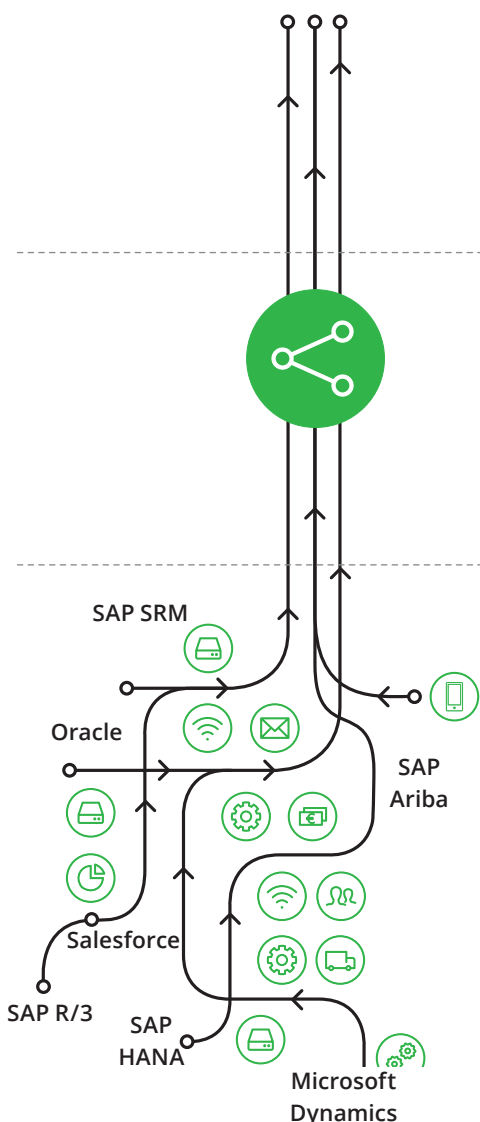 SAP SRM
Oracle
SAP
Ariba
Salesforce
SAP R/3
SAP
HANA
Microsoft
Dynamics